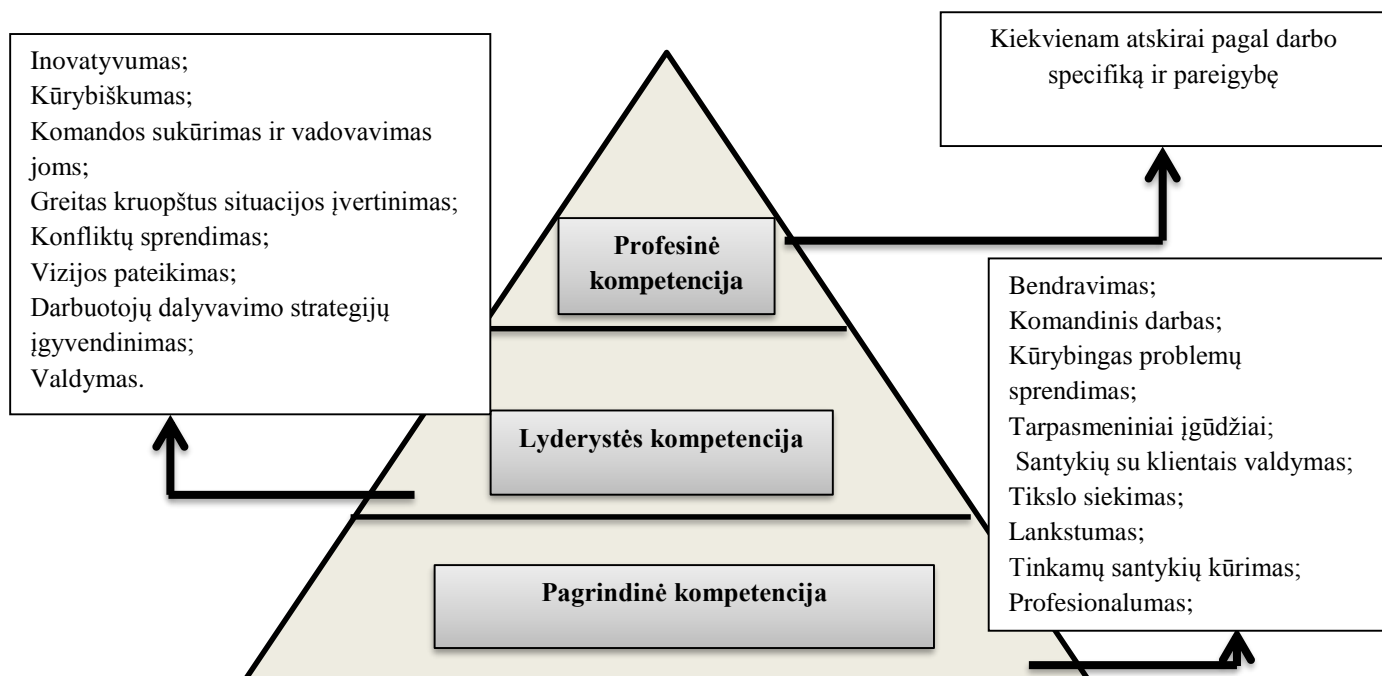 Inovatyvumas;
Kūrybiškumas;
Komandos sukūrimas ir vadovavimas
joms;
Greitas kruopštus situacijos įvertinimas;
Konfliktų sprendimas;
Vizijos pateikimas;
Darbuotojų dalyvavimo strategijų
įgyvendinimas;
Valdymas.
Kiekvienam atskirai pagal darbo
specifiką ir pareigybę
Profesinė
kompetencija
Lyderystės kompetencija
Pagrindinė kompetencija
Bendravimas;
Komandinis darbas;
Kūrybingas problemų
sprendimas;
Tarpasmeniniai įgūdžiai;
Santykių su klientais valdymas;
Tikslo siekimas;
Lankstumas;
Tinkamų santykių kūrimas;
Profesionalumas;